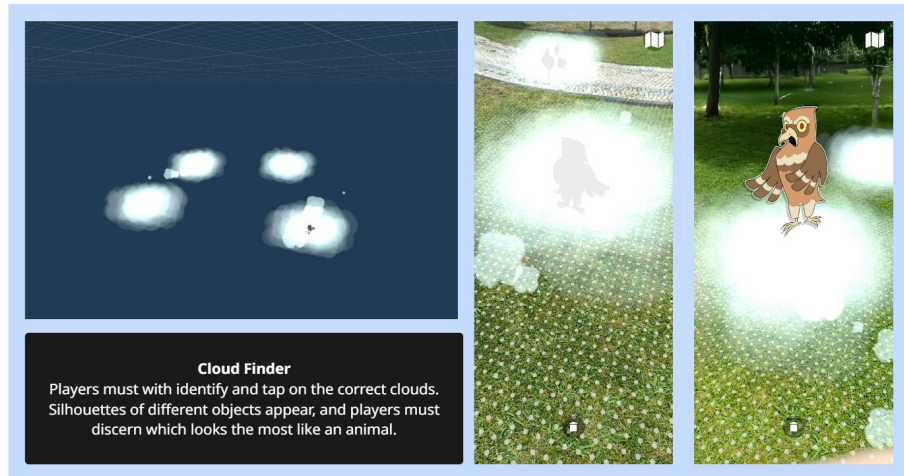 Cloud Finder
Players must with identify and tap on the correct clouds.
Silhouettes of different objects appear, and players must
discern which looks the most like an animal.